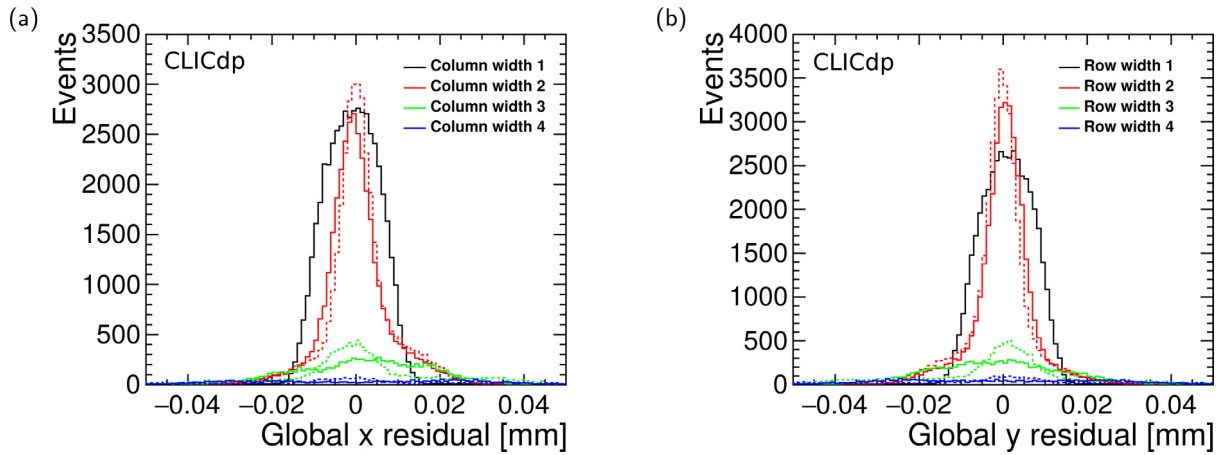 (a)
3500
3000
2500
2000
1500
1000
500
0
Events
CLICdp
Column width 1
Column width 2
Column width 3
Column width 4
−0.04 −0.02 0 0.02 0.04
Global x residual [mm]
(b)
4000
3500
3000
2500
2000
1500
1000
500
0
Events
CLICdp
Row width 1
Row width 2
Row width 3
Row width 4
−0.04 −0.02 0 0.02 0.04
Global y residual [mm]